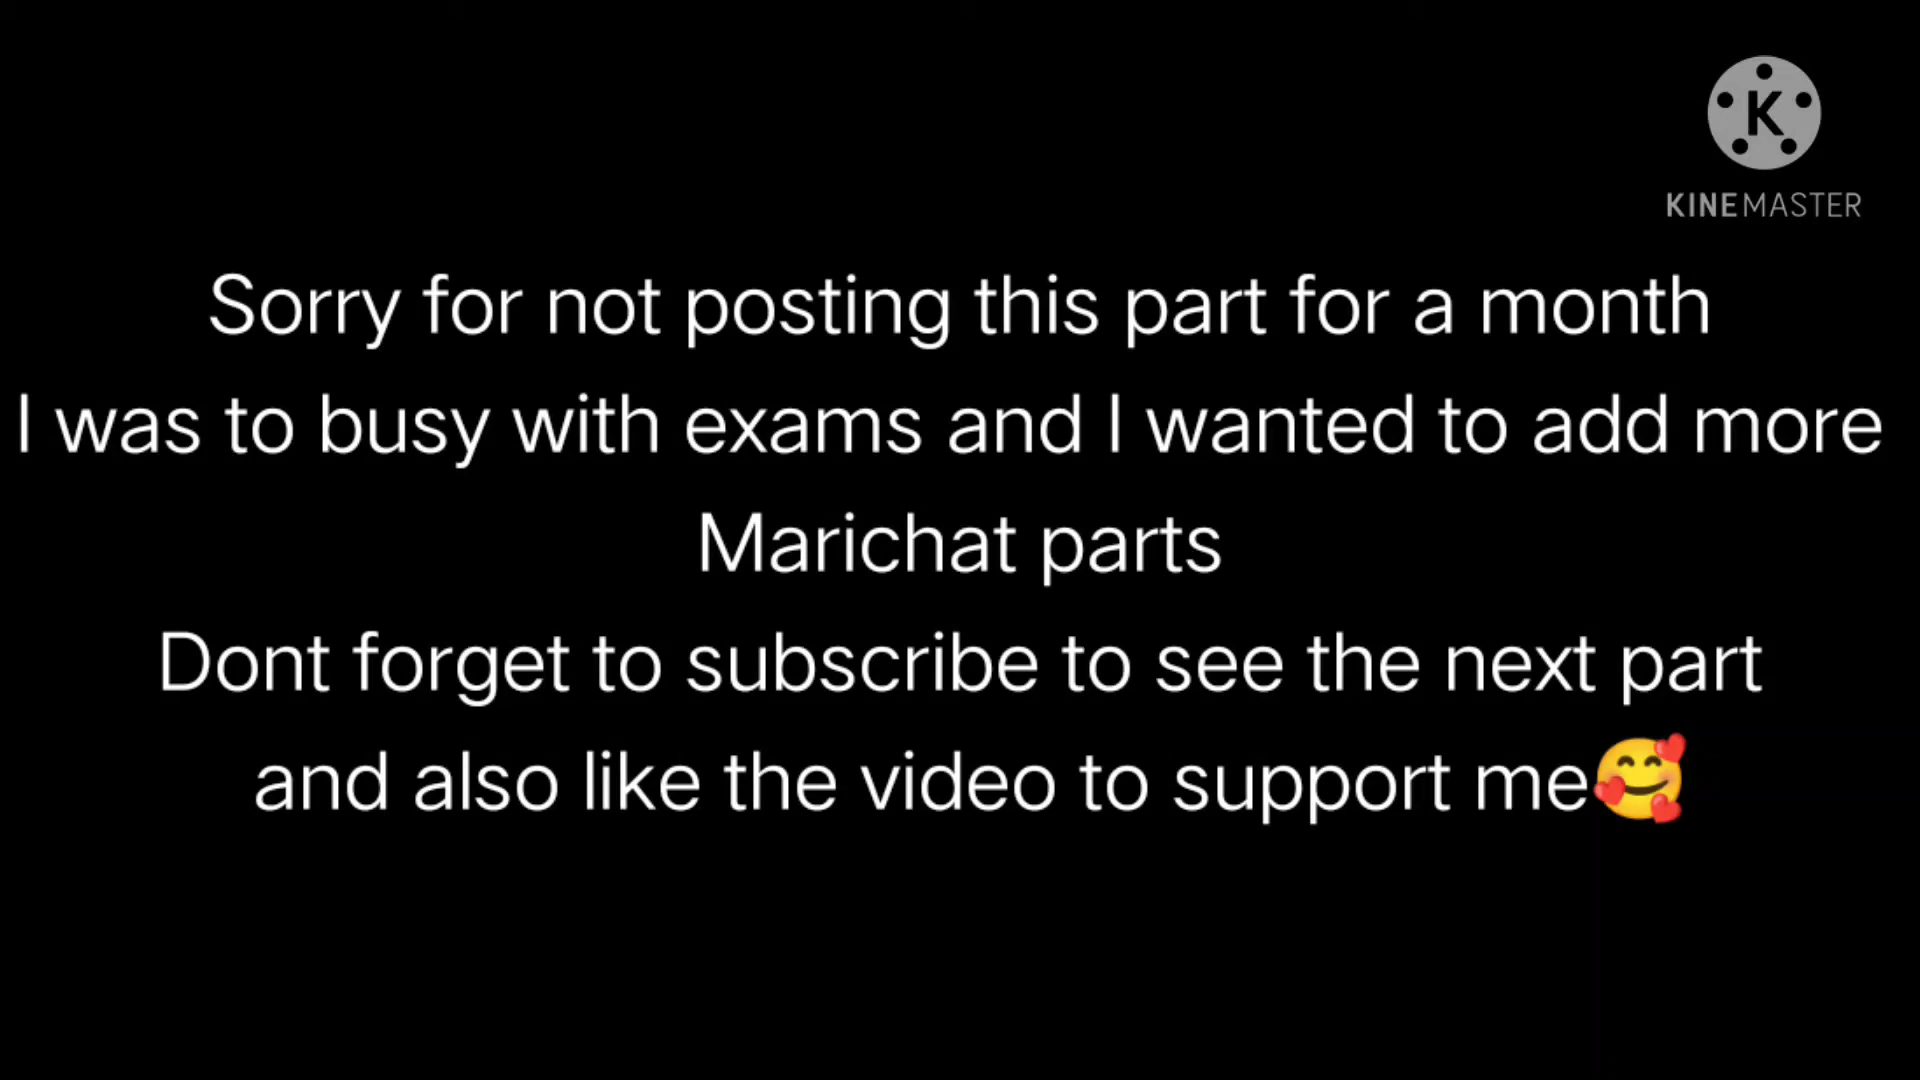 K
KINEMASTER
Sorry for not posting this part for a month
I was to busy with exams and I wanted to add more
Marichat parts
Dont forget to subscribe to see the next part
and also like the video to support me🥰